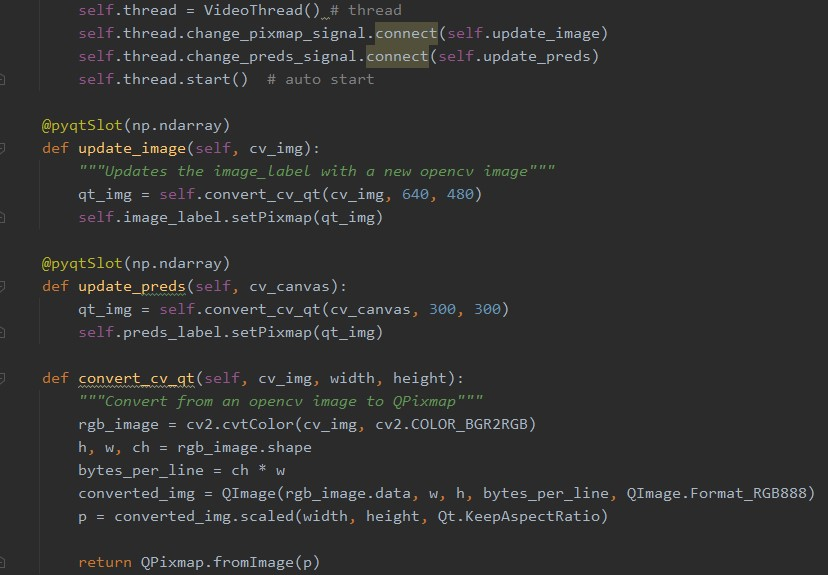 self.thread = VideoThread() # thread
self.thread.change_pixmap_signal.connect(self.update_image)
self.thread.change_preds_signal.connect(self.update_preds)
self.thread.start()  # auto start
@pyqtSlot(np.ndarray)
def update_image(self, cv_img):
"""Updates the image_label with a new opencv image"""
qt_img = self.convert_cv_qt(cv_img, 640, 480)
self.image_label.setPixmap(qt_img)
@pyqtSlot(np.ndarray)
def update_preds(self, cv_canvas):
qt_img = self.convert_cv_qt(cv_canvas, 300, 300)
self.preds_label.setPixmap(qt_img)
def convert_cv_qt(self, cv_img, width, height):
"""Convert from an opencv image to QPixmap"""
rgb_image = cv2.cvtColor(cv_img, cv2.COLOR_BGR2RGB)
h, w, ch = rgb_image.shape
bytes_per_line = ch * w
converted_img = QImage(rgb_image.data, w, h, bytes_per_line, QImage.Format_RGB888)
p = converted_img.scaled(width, height, Qt.KeepAspectRatio)
return QPixmap.fromImage(p)